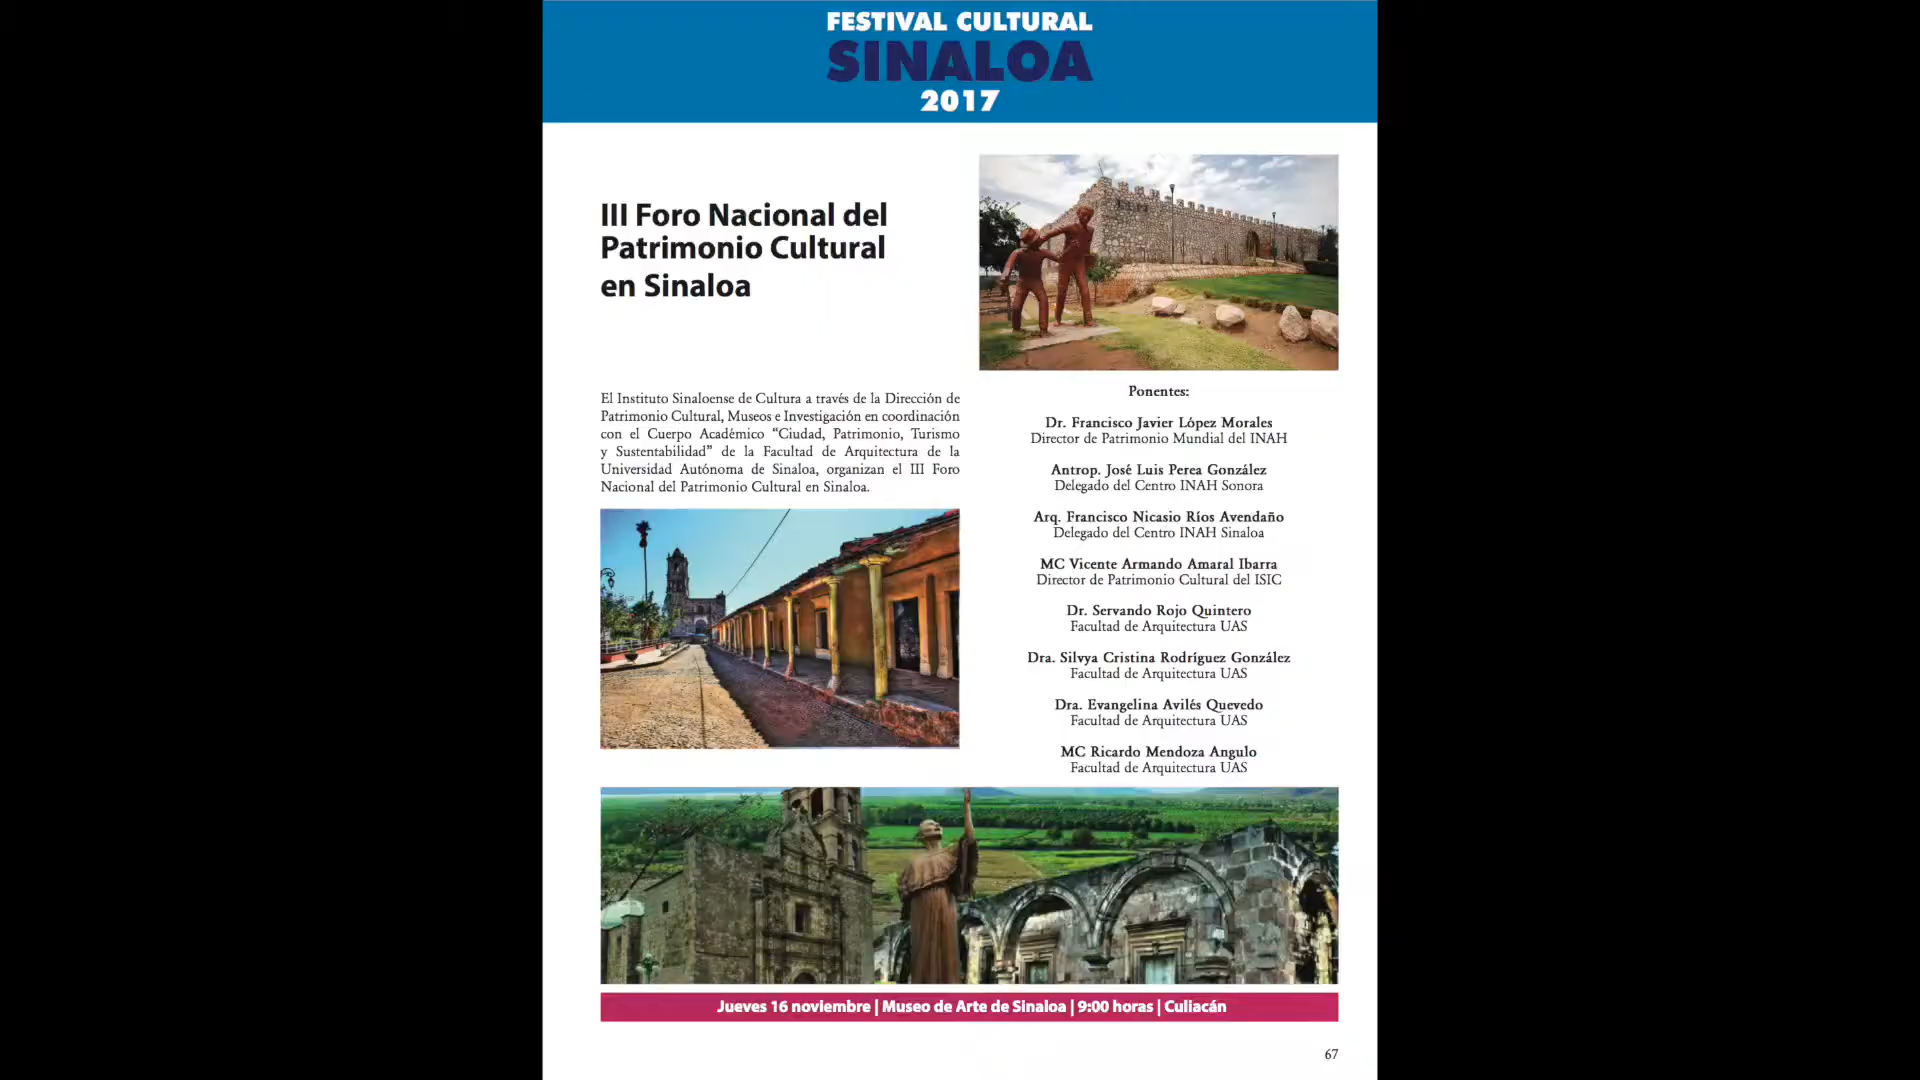 FESTIVAL CULTURAL
SINALOA
2017
III Foro Nacional del
Patrimonio Cultural
en Sinaloa
El Instituto Sinaloense de Cultura a través de la Dirección de
Patrimonio Cultural, Museos e Investigación en coordinación
con el Cuerpo Académico “Ciudad, Patrimonio, Turismo
y Sustentabilidad” de la Facultad de Arquitectura de la
Universidad Autónoma de Sinaloa, organizan el III Foro
Nacional del Patrimonio Cultural en Sinaloa.
Ponentes:
Dr. Francisco Javier López Morales
Director de Patrimonio Mundial del INAH
Antrop. José Luis Perea González
Delegado del Centro INAH Sonora
Arq. Francisco Nicasio Ríos Avendaño
Delegado del Centro INAH Sinaloa
MC Vicente Armando Amaral Ibarra
Director de Patrimonio Cultural del ISIC
Dr. Servando Rojo Quintero
Facultad de Arquitectura UAS
Dra. Silvya Cristina Rodríguez González
Facultad de Arquitectura UAS
Dra. Evangelina Avilés Quevedo
Facultad de Arquitectura UAS
MC Ricardo Mendoza Angulo
Facultad de Arquitectura UAS
Jueves 16 noviembre | Museo de Arte de Sinaloa | 9:00 horas | Culiacán
67